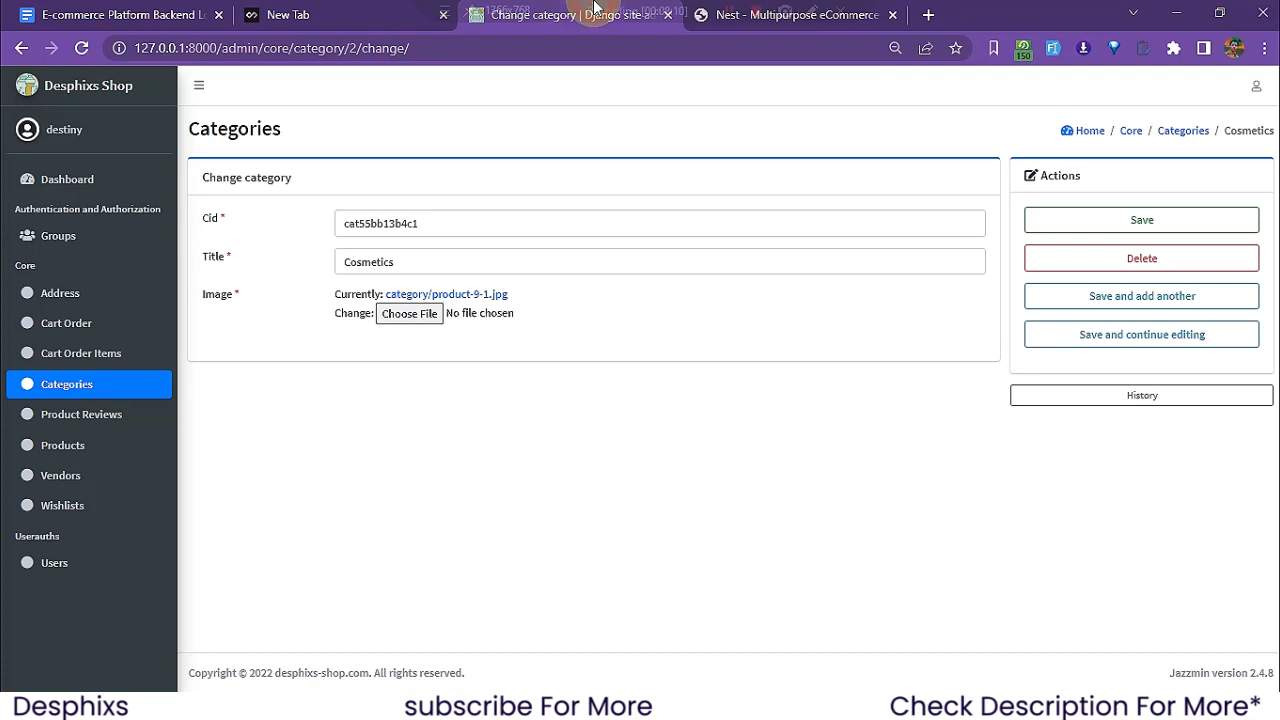 E-Commerce Platform Backend Lo
New Tab
Change category | Django site a
Nest - Multipurpose eCommerce
127.0.0.1:8000/admin/core/category/2/change/
150
Desphixs Shop
destiny
Categories
Home / Core / Categories / Cosmetics
Dashboard
Authentication and Authorization
Groups
Core
Address
Cart Order
Cart Order Items
Categories
Product Reviews
Products
Vendors
Wishlists
Userauths
Users
Change category
Cid *
cat55bb13b4c1
Title *
Cosmetics
Image *
Currently: category/product-9-1.jpg
Change: Choose File No file chosen
Actions
Save
Delete
Save and add another
Save and continue editing
History
Copyright © 2022 desphixs-shop.com. All rights reserved.
Jazzmin version 2.4.8
Desphixs
subscribe For More
Check Description For More*